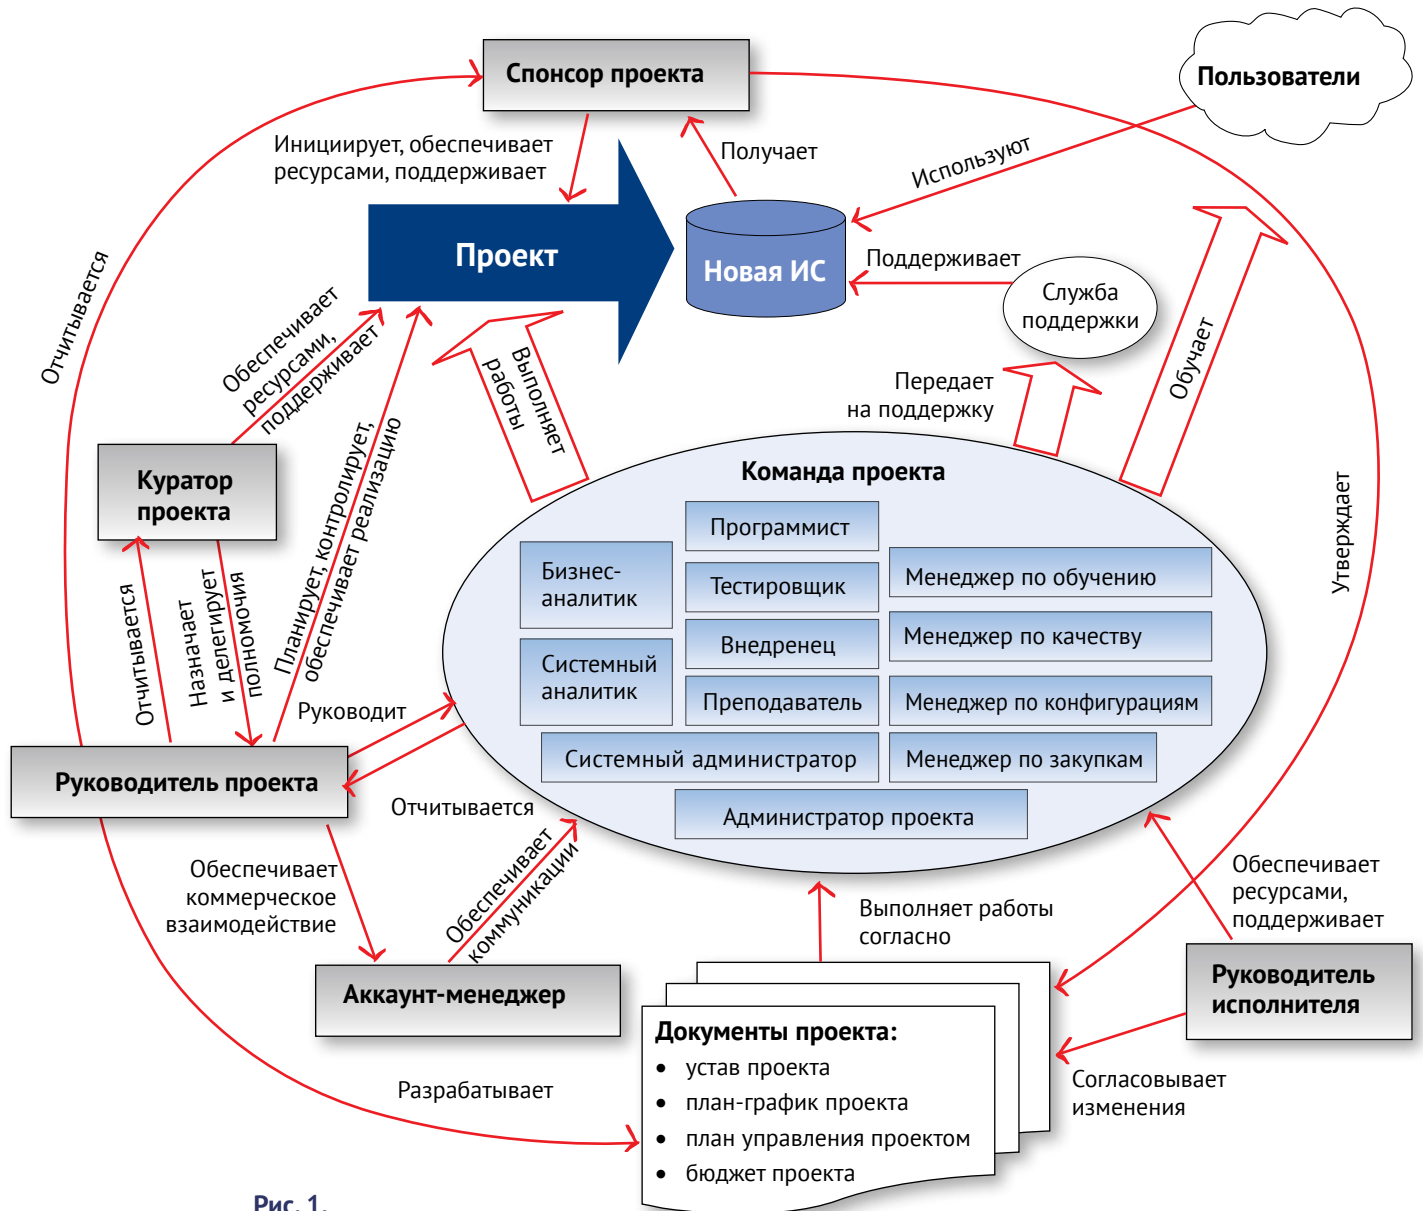 Спонсор проекта
Пользователи
Инициирует, обеспечивает
ресурсами, поддерживает
Получает
Используют
Проект
Новая ИС
Поддерживает
Служба
поддержки
Отчитывается
Обеспечивает
ресурсами,
поддерживает
Выполняет
работы
Передает
на поддержку
Обучает
Утверждает
Куратор
проекта
Планирует, контролирует,
обеспечивает реализацию
Отчитывается
Назначает
и делегирует
полномочия
Команда проекта
Программист
Бизнес-
аналитик
Тестировщик
Менеджер по обучению
Внедренец
Менеджер по качеству
Системный
аналитик
Преподаватель
Менеджер по конфигурациям
Системный администратор
Менеджер по закупкам
Администратор проекта
Руководит
Руководитель проекта
Отчитывается
Обеспечивает
коммерческое
взаимодействие
Обеспечивает
коммуникации
Выполняет работы
согласно
Обеспечивает
ресурсами,
поддерживает
Аккаунт-менеджер
Руководитель
исполнителя
Документы проекта:
• устав проекта
• план-график проекта
• план управления проектом
• бюджет проекта
Согласовывает
изменения
Разрабатывает
Рис. 1.